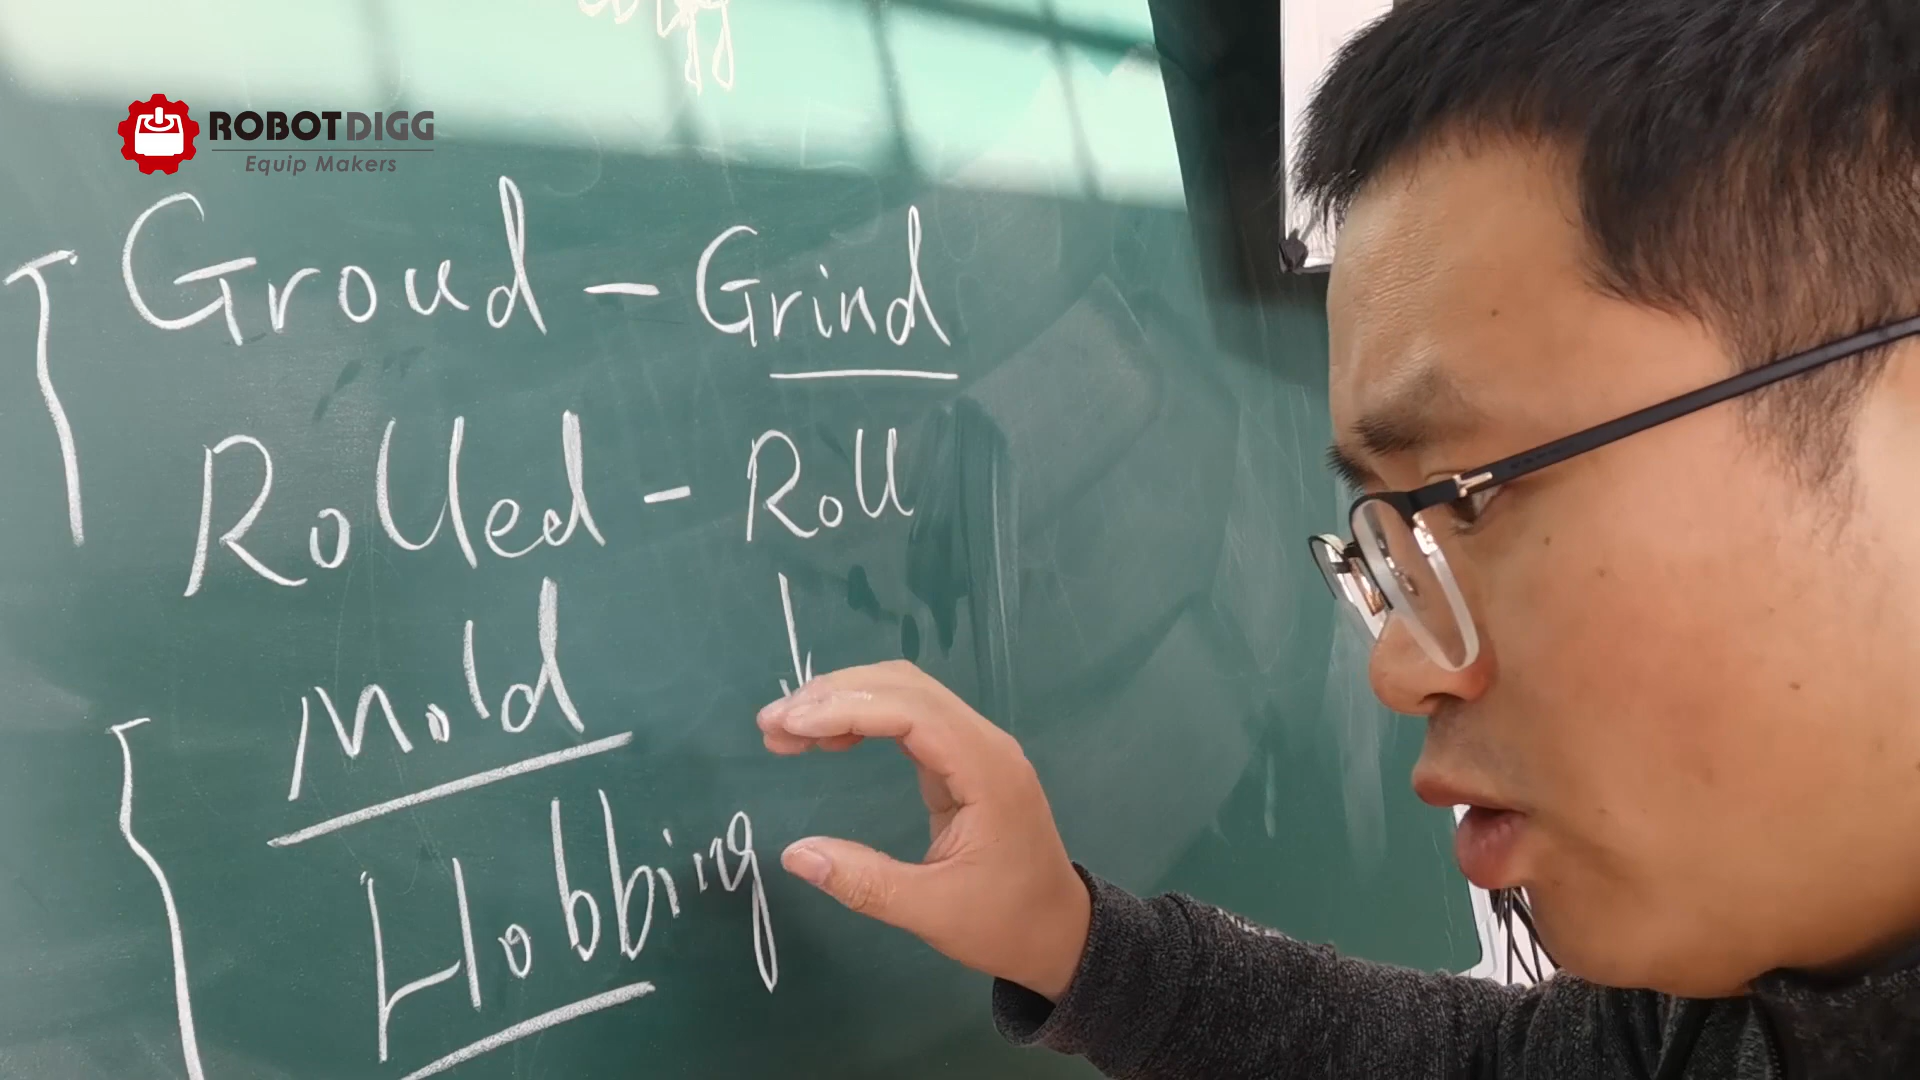 ROBOTDIGG
Equip Makers
Groud - Grind
Rolled - Roll
Mold
Hobbing